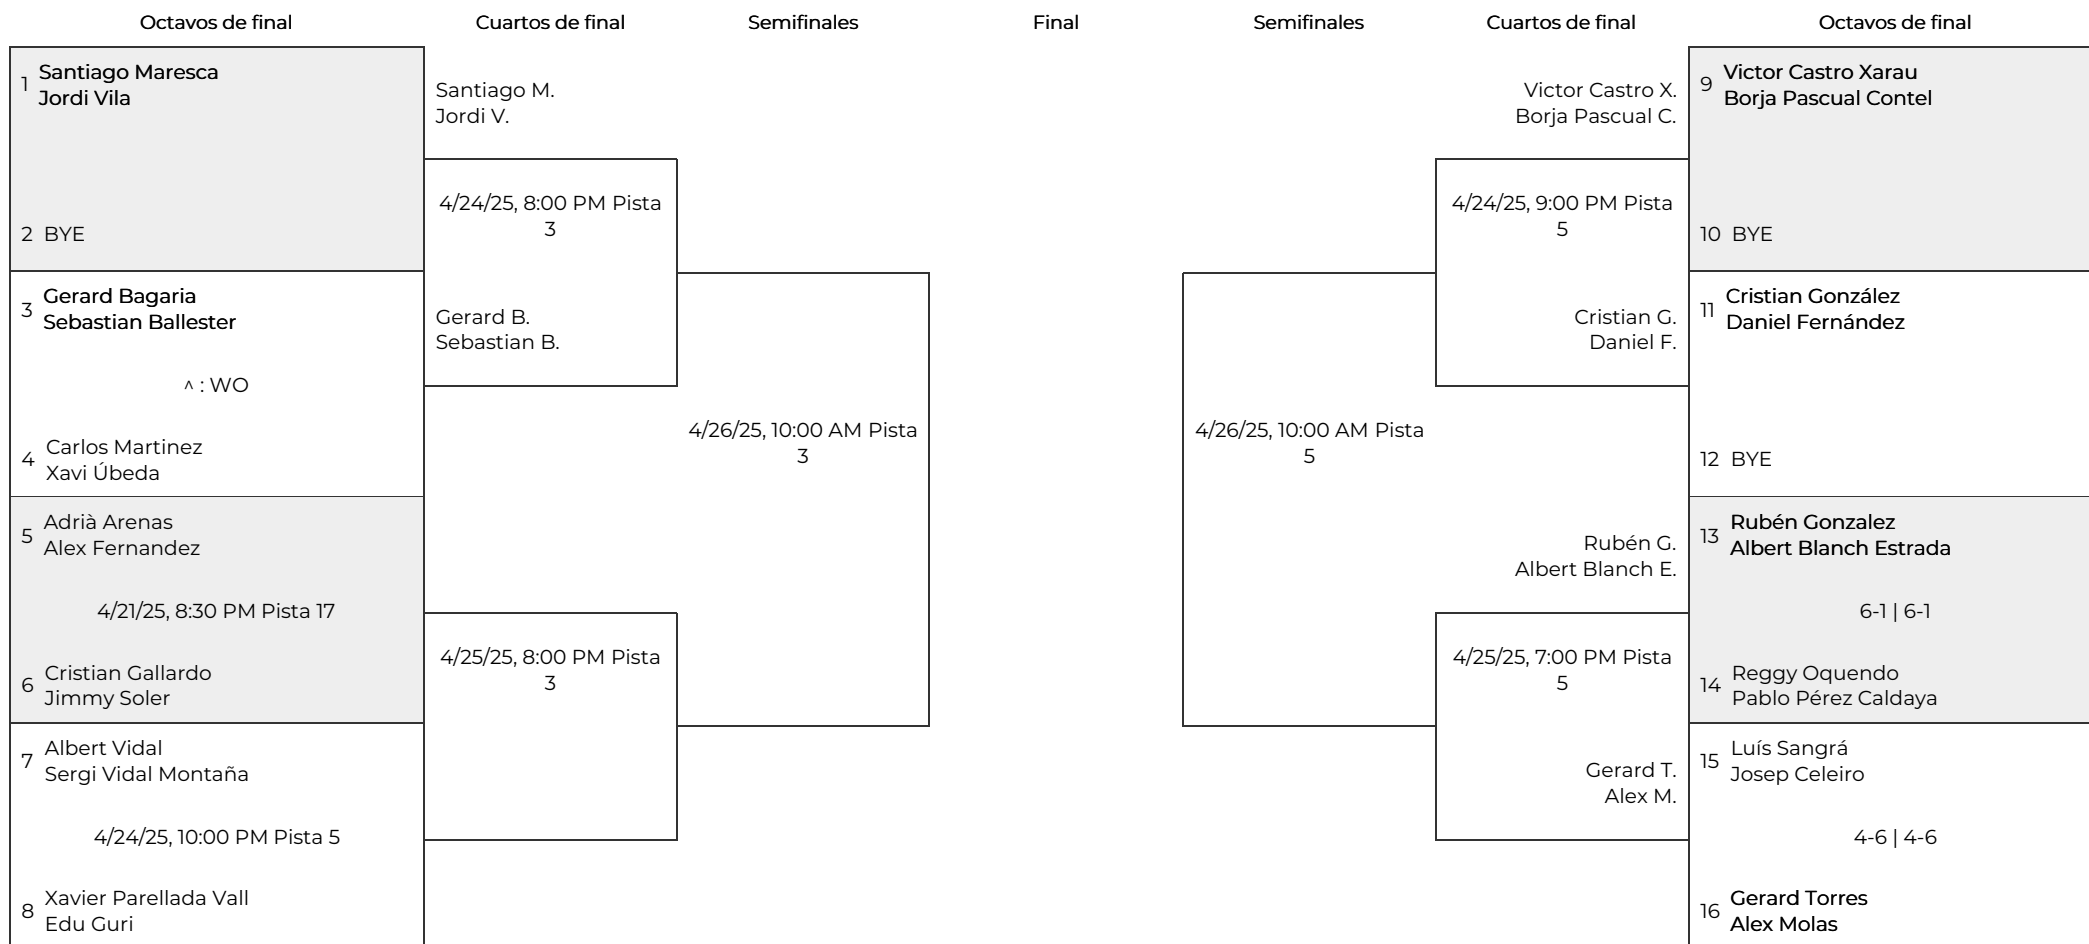 Octavos de final
Cuartos de final
Semifinales
Final
Semifinales
Cuartos de final
Octavos de final
1
Santiago Maresca
Jordi Vila
2 BYE
3
Gerard Bagaria
Sebastian Ballester
^ : WO
4
Carlos Martinez
Xavi Úbeda
5
Adrià Arenas
Alex Fernandez
4/21/25, 8:30 PM Pista 17
6
Cristian Gallardo
Jimmy Soler
7
Albert Vidal
Sergi Vidal Montaña
4/24/25, 10:00 PM Pista 5
8
Xavier Parellada Vall
Edu Guri
Santiago M.
Jordi V.
4/24/25, 8:00 PM Pista
3
Gerard B.
Sebastian B.
4/25/25, 8:00 PM Pista
3
4/26/25, 10:00 AM Pista
3
4/26/25, 10:00 AM Pista
5
Victor Castro X.
Borja Pascual C.
4/24/25, 9:00 PM Pista
5
Cristian G.
Daniel F.
Rubén G.
Albert Blanch E.
4/25/25, 7:00 PM Pista
5
Gerard T.
Alex M.
9
Victor Castro Xarau
Borja Pascual Contel
10 BYE
11
Cristian González
Daniel Fernández
12 BYE
13
Rubén Gonzalez
Albert Blanch Estrada
6-1 | 6-1
14
Reggy Oquendo
Pablo Pérez Caldaya
15
Luís Sangrá
Josep Celeiro
4-6 | 4-6
16
Gerard Torres
Alex Molas